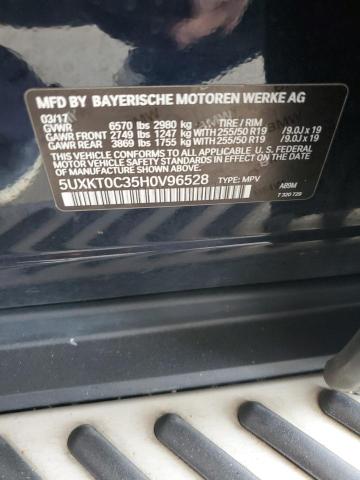 MFD BY BAYERISCHE MOTOREN WERKE AG
03/17
GVWR 6570 lbs 2980 kg TIRE / RIM
GAWR FRONT 2749 lbs 1247 kg WITH 255/50 R19 /9.0J x 19
GAWR REAR 3869 lbs 1755 kg WITH 255/50 R19 /9.0J x 19
THIS VEHICLE CONFORMS TO ALL APPLICABLE U.S. FEDERAL
MOTOR VEHICLE SAFETY STANDARDS IN EFFECT ON THE
DATE OF MANUFACTURE SHOWN ABOVE.
5UXKT0C35H0V96528 TYPE: MPV
A89M
T 320 729